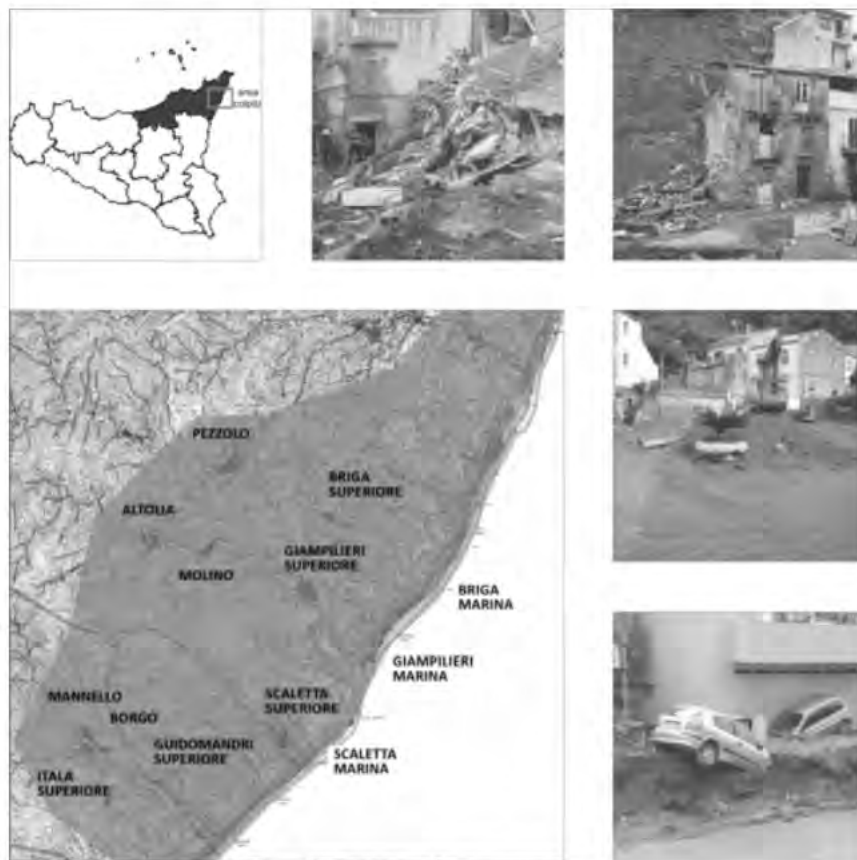 area
colpita
PEZZOLO
BRIGA
SUPERIORE
ALTOLIA
GIAMPILIERI
SUPERIORE
MOLINO
BRIGA
MARINA
GIAMPILIERI
MARINA
MANNELLO
SCALETTA
SUPERIORE
BORGO
GUIDOMANDRI
SUPERIORE
SCALETTA
MARINA
ITALA
SUPERIORE